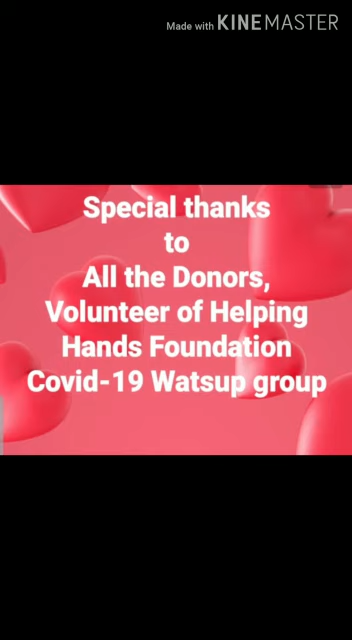 Made with KINEMASTER
Special thanks
to
All the Donors,
Volunteer of Helping
Hands Foundation
Covid-19 Watsup group